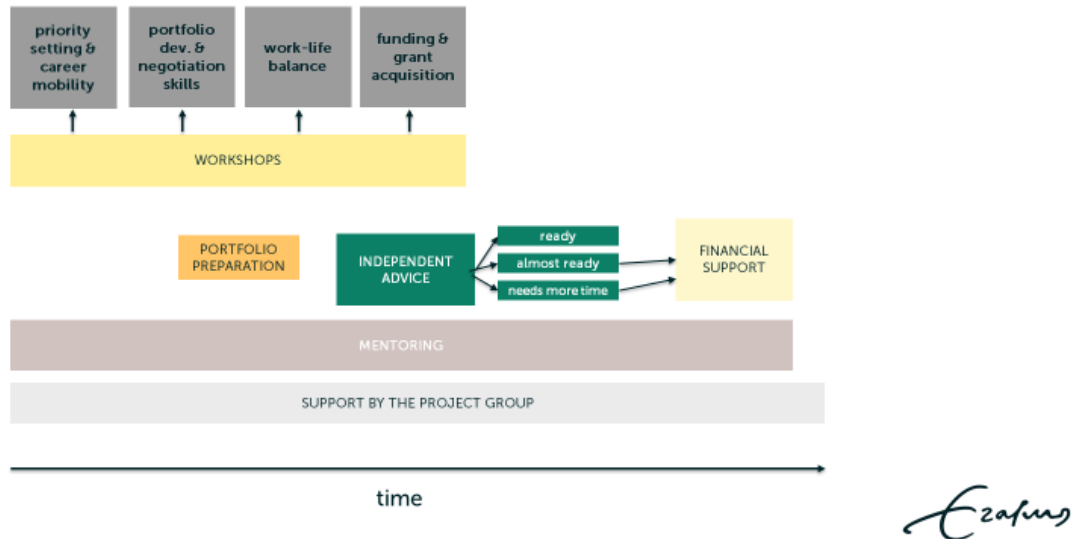 priority
setting &
career
mobility
portfolio
dev. &
negotiation
skills
work-life
balance
funding &
grant
acquisition
WORKSHOPS
PORTFOLIO
PREPARATION
INDEPENDENT
ADVICE
ready
almost ready
needs more time
FINANCIAL
SUPPORT
MENTORING
SUPPORT BY THE PROJECT GROUP
time
Erasmus